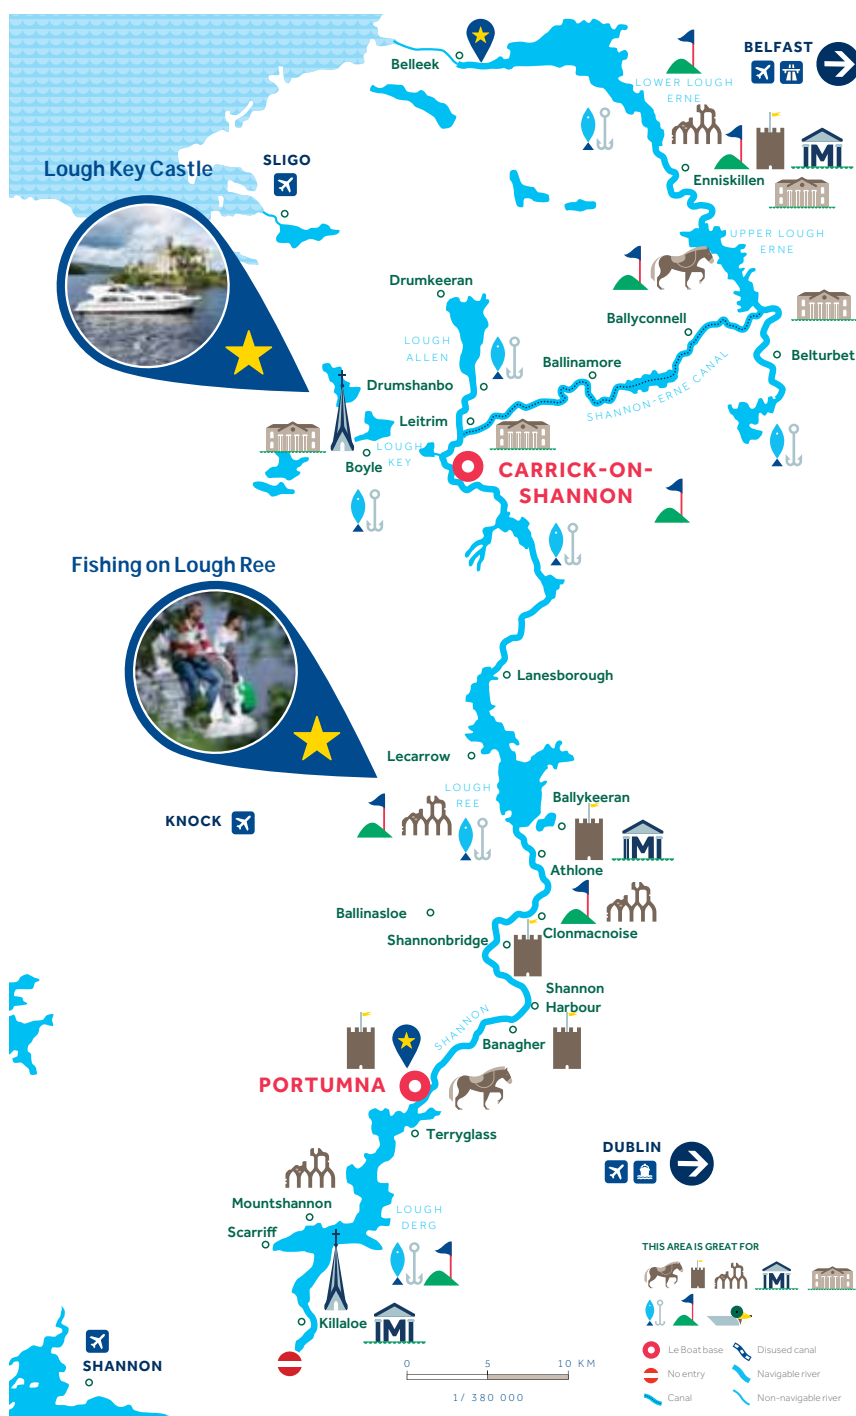 Belleek
BELFAST
LOWER LOUGH
ERNE
SLIGO
Lough Key Castle
Enniskillen
UPPER LOUGH
ERNE
Drumkeeran
Ballyconnell
LOUGH
ALLEN
Ballinamore
Belturbet
Drumshanbo
SHANNON-ERNE CANAL
Leitrim
LOUGH
KEY
Boyle
CARRICK-ON-
SHANNON
Fishing on Lough Ree
Lanesborough
Lecarrow
LOUGH
REE
Ballykeeran
KNOCK
Athlone
Ballinasloe
Clonmacnoise
Shannonbridge
Shannon
Harbour
SHANNON
Banagher
PORTUMNA
Terryglass
DUBLIN
Mountshannon
LOUGH
DERG
Scarriff
Killaloe
SHANNON
THIS AREA IS GREAT FOR
M
M
M
M
Le Boat base
Disused canal
No entry
Navigable river
Canal
Non-navigable river
0 5 10 KM
1/ 380 000